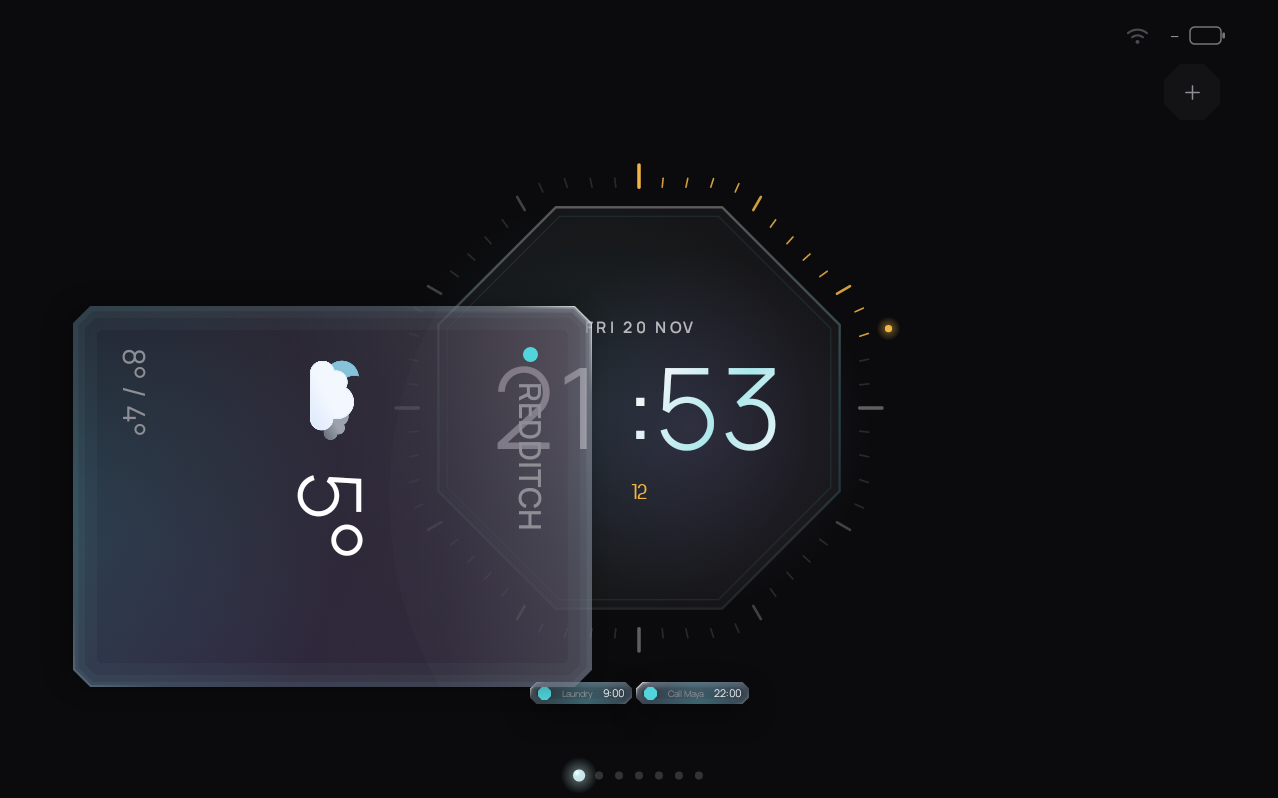 FRI 20 NOV
21:53
12
REDDITCH
5°
8° / 4°
Laundry 9:00
Call Maya 22:00